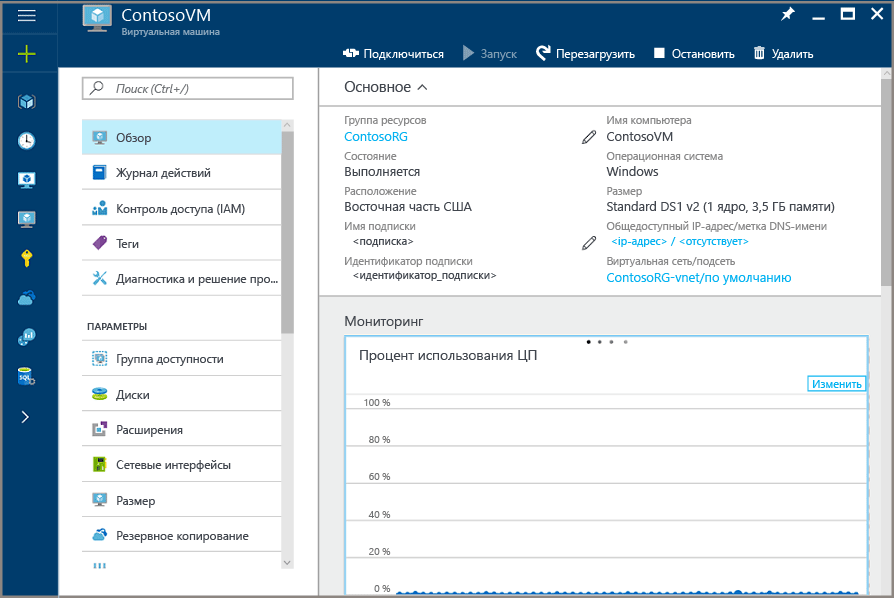 ContosoVM
Виртуальная машина
Подключиться
Запуск
Перезагрузить
Остановить
Удалить
Поиск (Ctrl+/)
Обзор
Журнал действий
Контроль доступа (IAM)
Теги
Диагностика и решение про...
ПАРАМЕТРЫ
Группа доступности
Диски
Расширения
Сетевые интерфейсы
Размер
Резервное копирование
SQL
Основное
Группа ресурсов
ContosoRG
Состояние
Выполняется
Расположение
Восточная часть США
Имя подписки
<подписка>
Идентификатор подписки
<идентификатор_подписки>
Имя компьютера
ContosoVM
Операционная система
Windows
Размер
Standard DS1 v2 (1 ядро, 3,5 ГБ памяти)
Общедоступный IP-адрес/метка DNS-имени
<ip-адрес> / <отсутствует>
Виртуальная сеть/подсеть
ContosoRG-vnet/по умолчанию
Мониторинг
Процент использования ЦП
Изменить
100 %
80 %
60 %
40 %
20 %
0 %